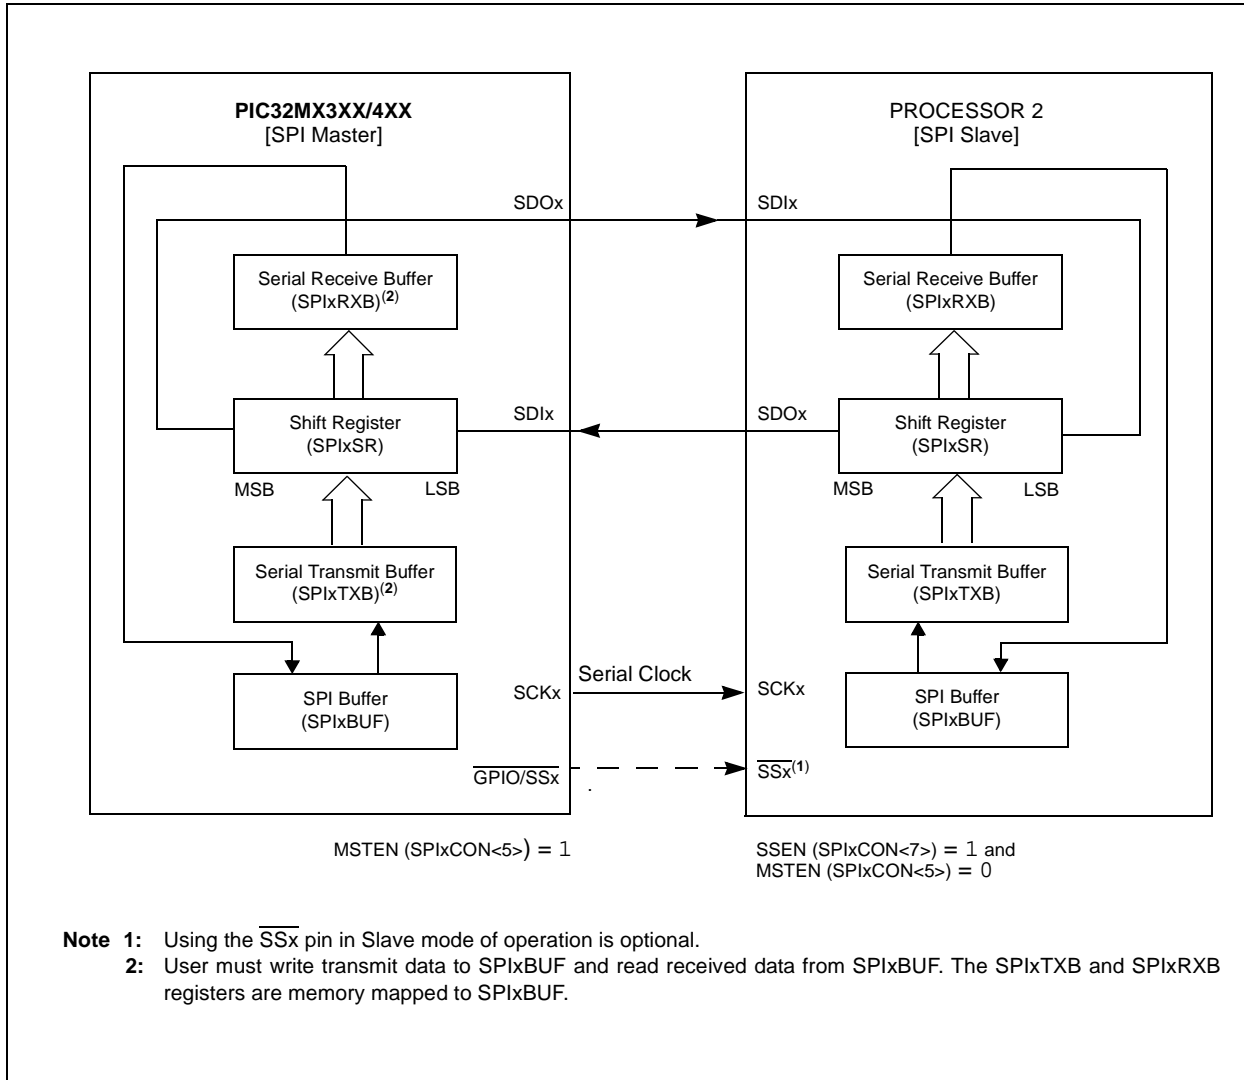 PIC32MX3XX/4XX
[SPI Master]
PROCESSOR 2
[SPI Slave]
SDOx
SDIx
Serial Receive Buffer
(SPIxRXB)(2)
Serial Receive Buffer
(SPIxRXB)
SDIx
SDOx
Shift Register
(SPIxSR)
Shift Register
(SPIxSR)
MSB
LSB
MSB
LSB
Serial Transmit Buffer
(SPIxTXB)(2)
Serial Transmit Buffer
(SPIxTXB)
SPI Buffer
(SPIxBUF)
SCKx
Serial Clock
SCKx
SPI Buffer
(SPIxBUF)
GPIO/SSx
SSx(1)
.
MSTEN (SPIxCON<5>) = 1
SSEN (SPIxCON<7>) = 1 and
MSTEN (SPIxCON<5>) = 0
Note 1: Using the SSx pin in Slave mode of operation is optional.
2: User must write transmit data to SPIxBUF and read received data from SPIxBUF. The SPIxTXB and SPIxRXB
registers are memory mapped to SPIxBUF.